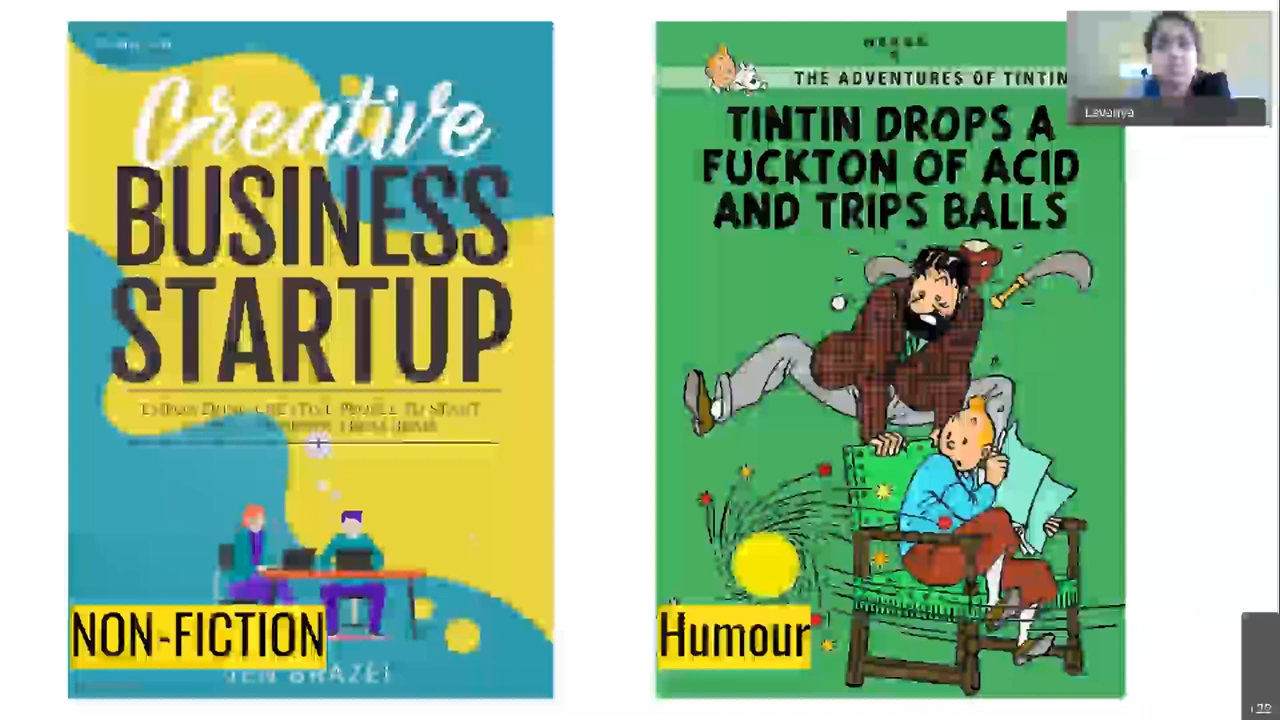 Creative
BUSINESS
STARTUP
NON-FICTION
HERGÉ
THE ADVENTURES OF TINTIN
TINTIN DROPS A
FUCKTON OF ACID
AND TRIPS BALLS
Humour
Lavanya